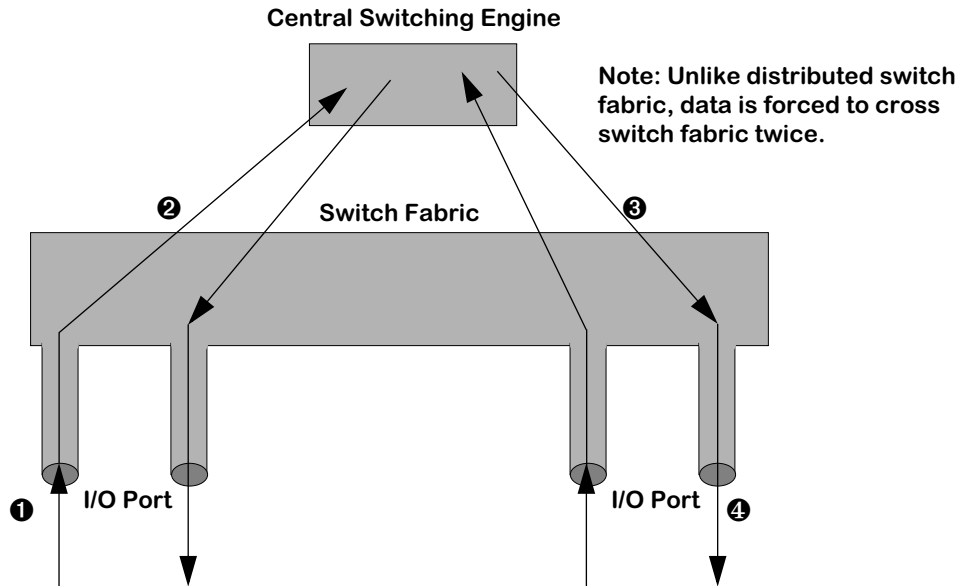 Central Switching Engine
Note: Unlike distributed switch
fabric, data is forced to cross
switch fabric twice.
❷
❸
Switch Fabric
❶
I/O Port
I/O Port
❹